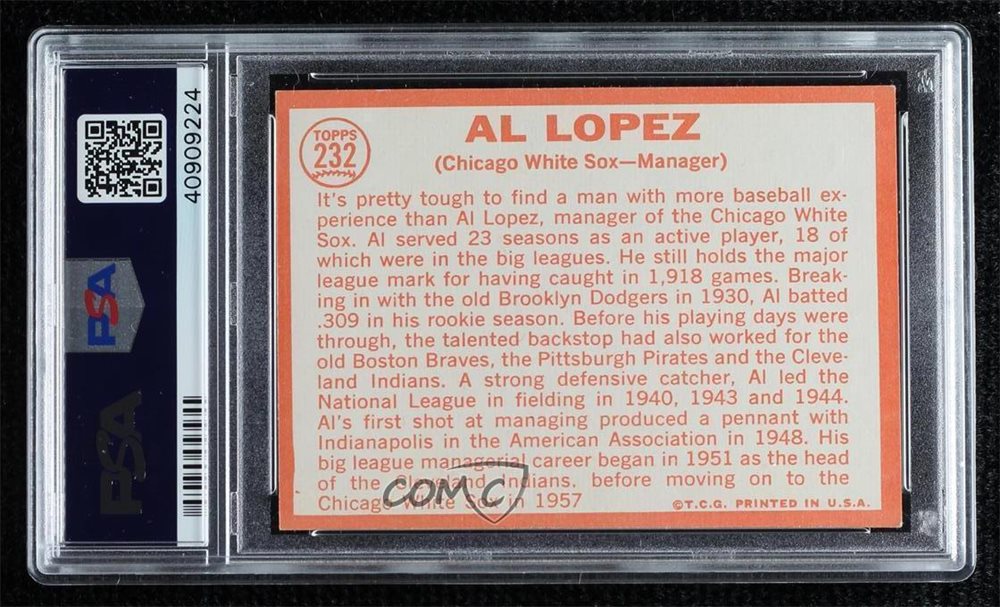 40909224
PSA
PSA
TOPPS
232
AL LOPEZ
(Chicago White Sox—Manager)
It's pretty tough to find a man with more baseball ex-
perience than Al Lopez, manager of the Chicago White
Sox. Al served 23 seasons as an active player, 18 of
which were in the big leagues. He still holds the major
league mark for having caught in 1,918 games. Break-
ing in with the old Brooklyn Dodgers in 1930, Al batted
.309 in his rookie season. Before his playing days were
through, the talented backstop had also worked for the
old Boston Braves, the Pittsburgh Pirates and the Cleve-
land Indians. A strong defensive catcher, Al led the
National League in fielding in 1940, 1943 and 1944.
Al's first shot at managing produced a pennant with
Indianapolis in the American Association in 1948. His
big league managerial career began in 1951 as the head
of the Cleveland Indians. before moving on to the
Chicago White Sox in 1957
COMC
©T.C.G. PRINTED IN U.S.A.